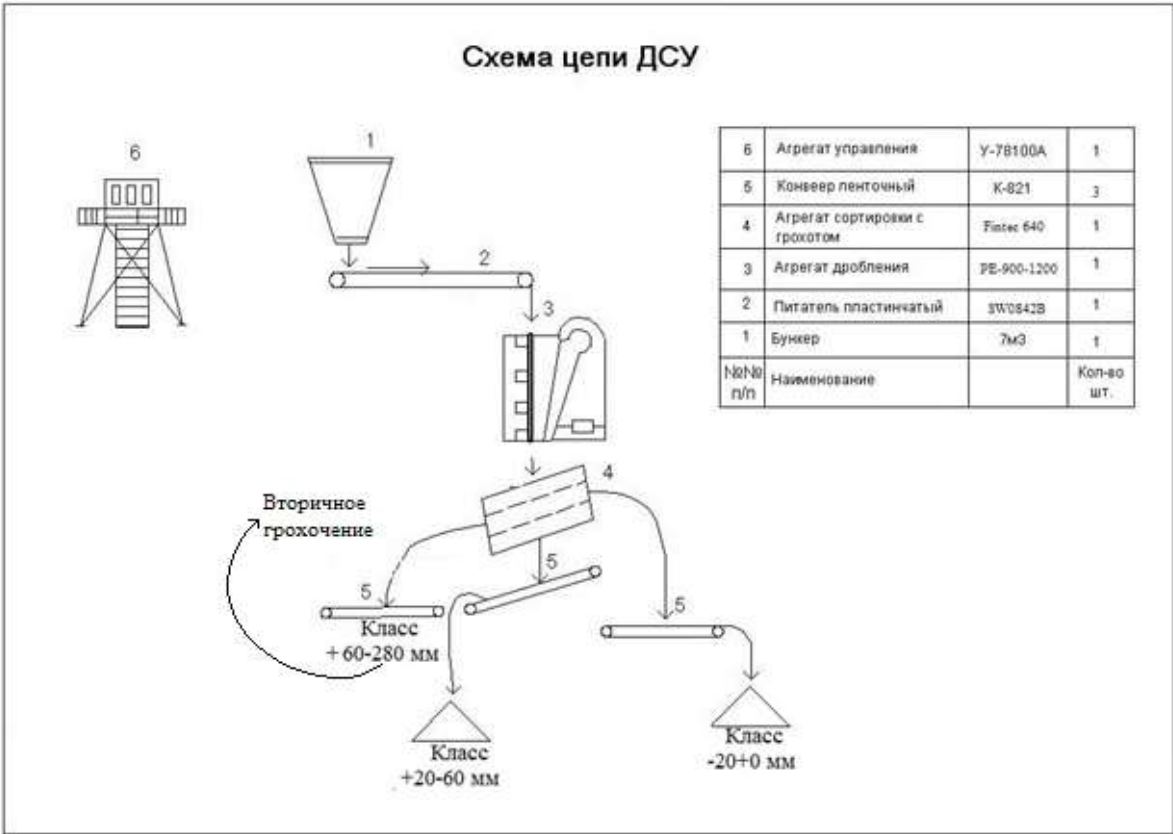 Схема цепи ДСУ
6
1
2
3
4
5
5
5
6 Агрегат управления У-78100А 1
5 Конвеер ленточный К-821 3
4 Агрегат сортировки с
грохотом Fintec 640 1
3 Агрегат дробления PE-900-1200 1
2 Питатель пластинчатый SW0842B 1
1 Бункер 7м3 1
№№
п/п Наименование Кол-во
шт.
Вторичное
грохочение
Класс
+60-280 мм
Класс
+20-60 мм
Класс
-20+0 мм